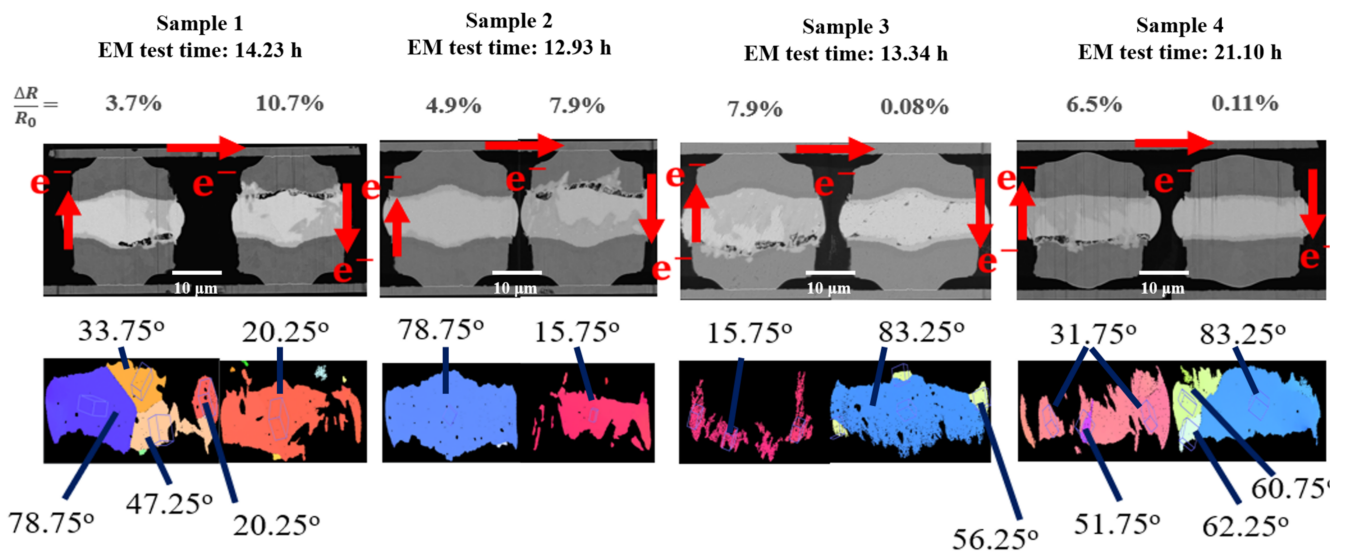 Sample 1
EM test time: 14.23 h
Sample 2
EM test time: 12.93 h
Sample 3
EM test time: 13.34 h
Sample 4
EM test time: 21.10 h
ΔR/R₀ = 3.7% 10.7% 4.9% 7.9% 7.9% 0.08% 6.5% 0.11%
e⁻ e⁻ e⁻ e⁻ e⁻ e⁻ e⁻ e⁻
e⁻ e⁻ e⁻ e⁻
10 μm 10 μm 10 μm 10 μm
33.75° 20.25° 78.75° 15.75° 15.75° 83.25° 31.75° 83.25°
78.75° 47.25° 20.25° 56.25° 51.75° 62.25° 60.75°